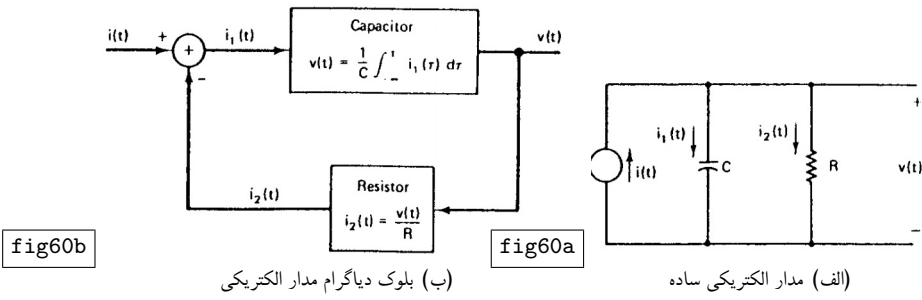 Capacitor
i(t)
+
+
−
i₁(t)
v(t) = 1/C ∫_{-∞}^{t} i₁(τ) dτ
v(t)
i₂(t)
Resistor
i₂(t) = v(t)/R
fig60b
(ب) بلوک دیاگرام مدار الکتریکی
i(t)
i₁(t)
C
i₂(t)
R
+
v(t)
−
fig60a
(الف) مدار الکتریکی ساده